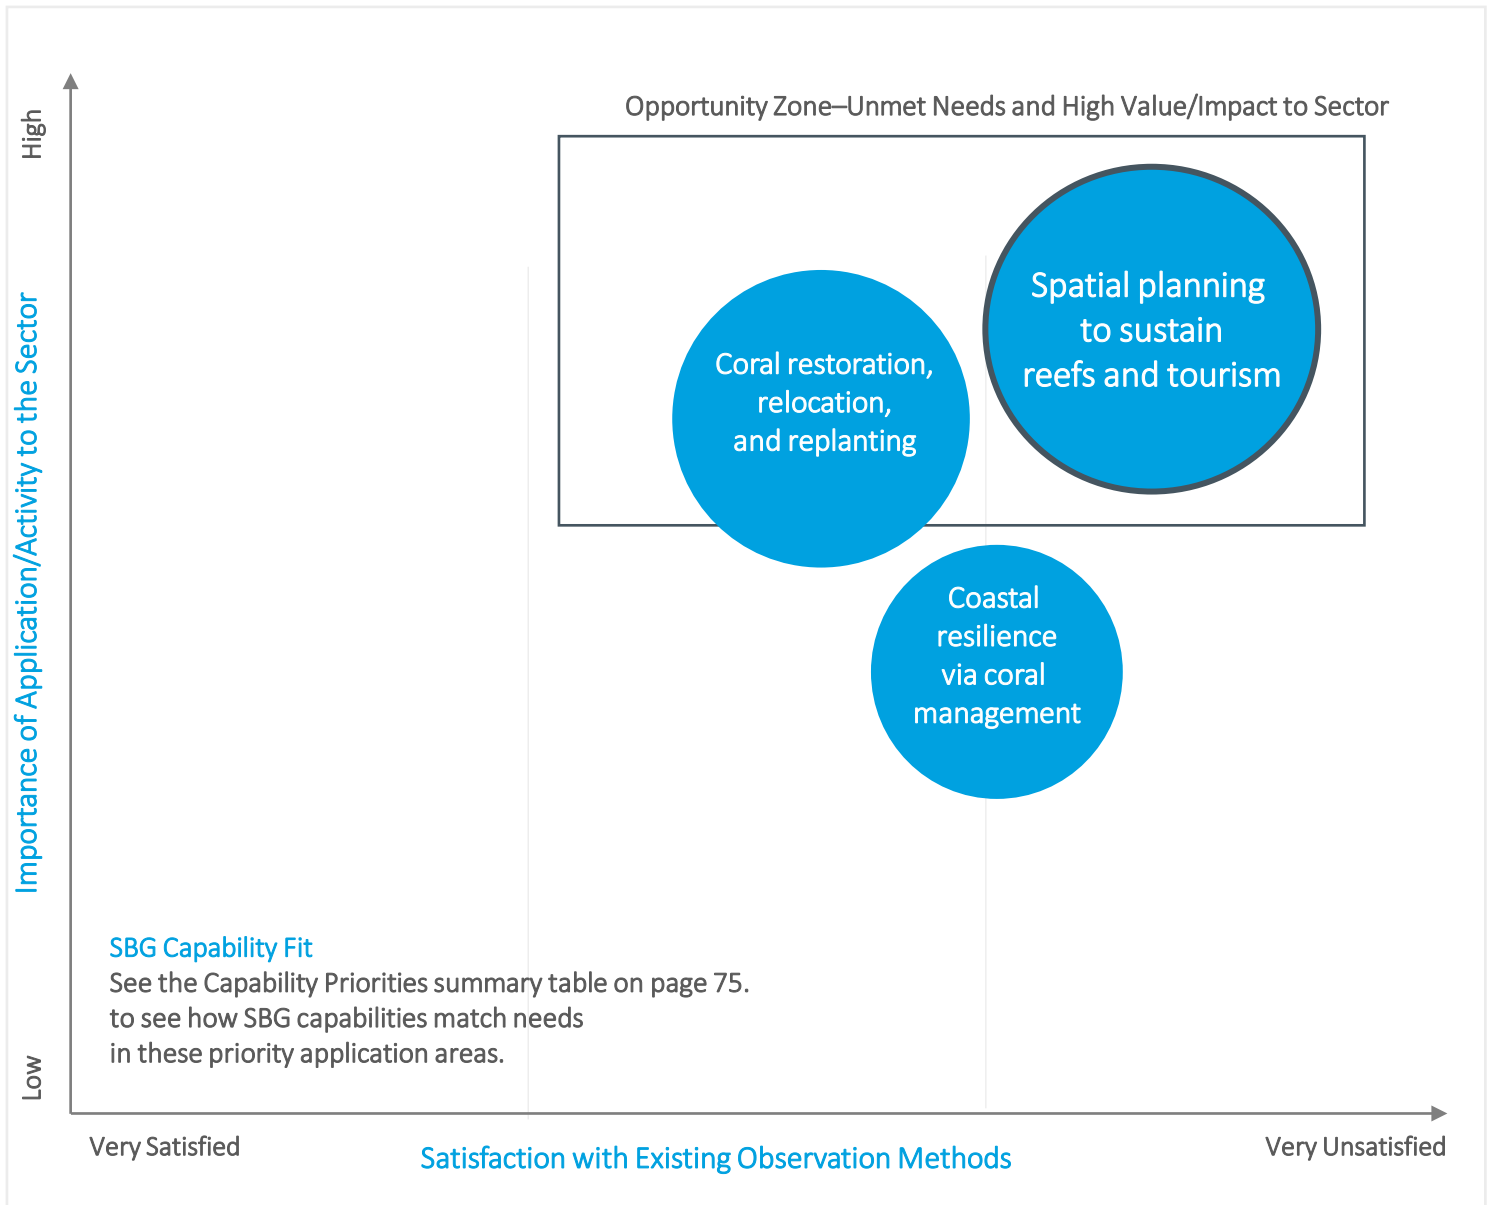 Opportunity Zone–Unmet Needs and High Value/Impact to Sector
High
Importance of Application/Activity to the Sector
Low
Spatial planning
to sustain
reefs and tourism
Coral restoration,
relocation,
and replanting
Coastal
resilience
via coral
management
SBG Capability Fit
See the Capability Priorities summary table on page 75.
to see how SBG capabilities match needs
in these priority application areas.
Very Satisfied
Satisfaction with Existing Observation Methods
Very Unsatisfied